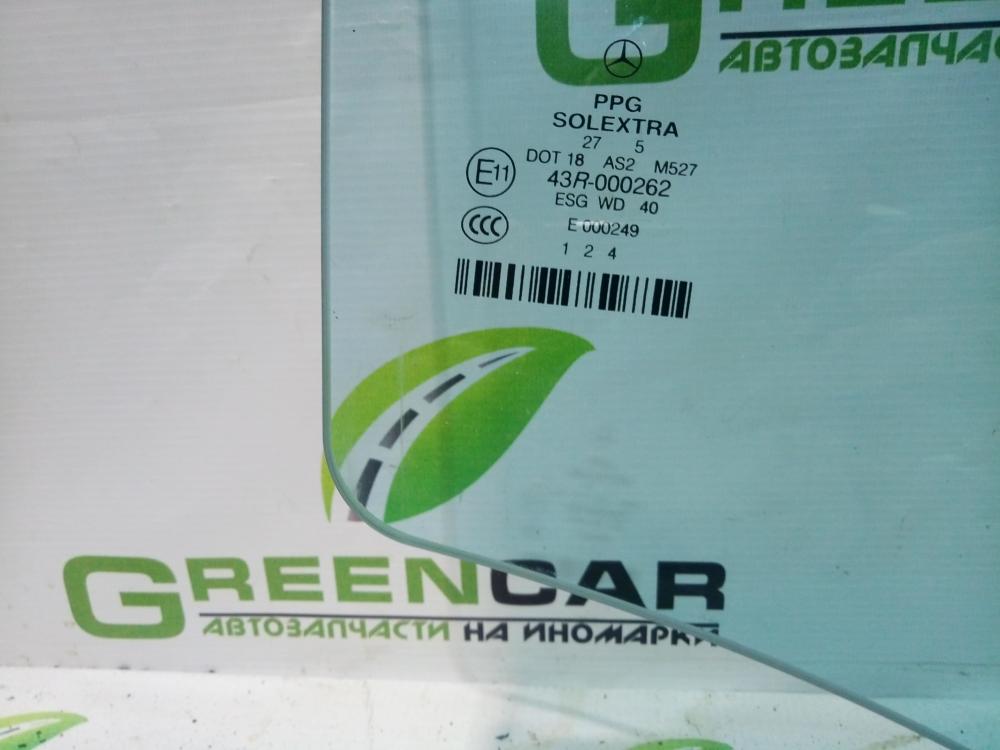 АВТОЗАПЧАС
PPG
SOLEXTRA
27 5
DOT 18 AS2 M527
E11
43R-000262
ESG WD 40
CCC
E 000249
1 2 4
GREENCAR
АВТОЗАПЧАСТИ НА ИНОМАРКИ